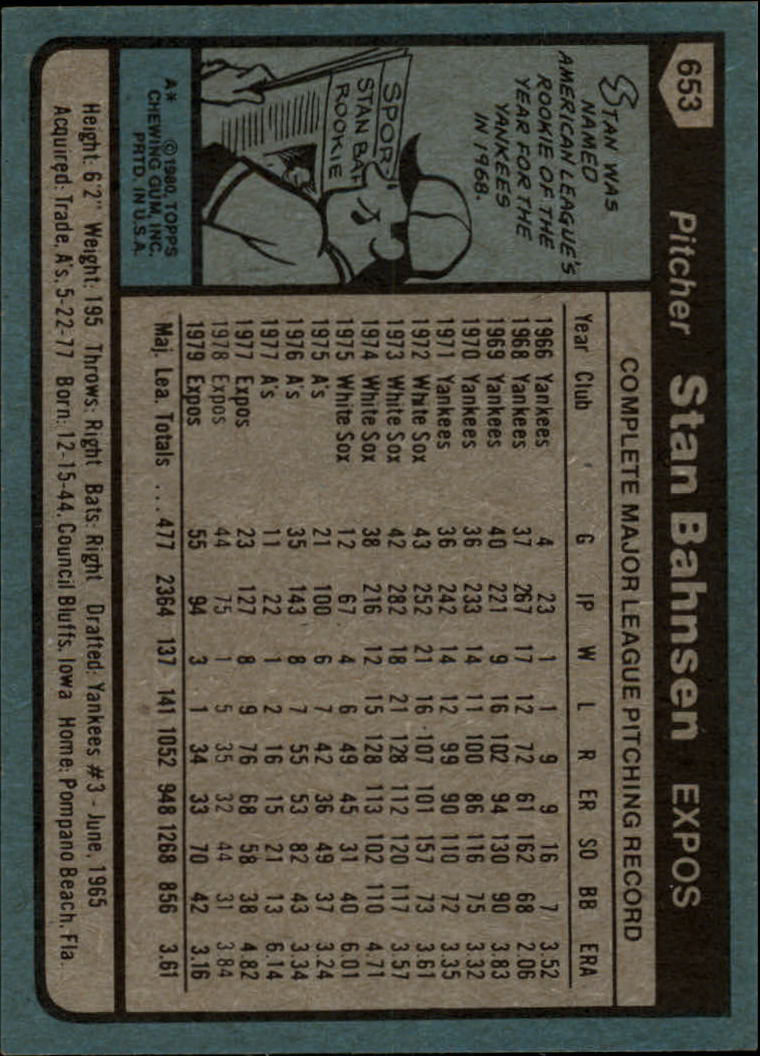 653
Pitcher Stan Bahnsen EXPOS
STAN WAS
NAMED
AMERICAN LEAGUE'S
ROOKIE OF THE
YEAR FOR THE
YANKEES
IN 1968.
SPOR
STAN BA
ROOKIE
A* ©1980, TOPPS
CHEWING GUM, INC.
PRTD. IN U.S.A.
COMPLETE MAJOR LEAGUE PITCHING RECORD
Year Club G IP W L R ER SO BB ERA
1966 Yankees 4 23 1 1 9 9 16 7 3.52
1968 Yankees 37 267 17 12 72 61 162 68 2.06
1969 Yankees 40 221 9 16 102 94 130 90 3.83
1970 Yankees 36 233 14 11 100 86 116 75 3.32
1971 Yankees 36 242 14 12 99 90 110 72 3.35
1972 White Sox 43 252 21 16 107 101 157 73 3.61
1973 White Sox 42 282 18 21 128 112 120 117 3.57
1974 White Sox 38 216 12 15 128 113 102 110 4.71
1975 White Sox 12 67 4 6 49 45 31 40 6.01
1975 A's 21 100 6 7 42 36 49 37 3.24
1976 A's 35 143 8 7 55 53 82 43 3.34
1977 A's 11 22 1 2 16 15 21 13 6.14
1977 Expos 23 127 8 9 76 68 58 38 4.82
1978 Expos 44 75 1 5 35 32 44 31 3.84
1979 Expos 55 94 3 1 34 33 70 42 3.16
Maj. Lea. Totals ... 477 2364 137 141 1052 948 1268 856 3.61
Height: 6'2" Weight: 195 Throws: Right Bats: Right Drafted: Yankees #3 - June, 1965
Acquired: Trade, A's, 5-22-77 Born: 12-15-44, Council Bluffs, Iowa Home: Pompano Beach, Fla.